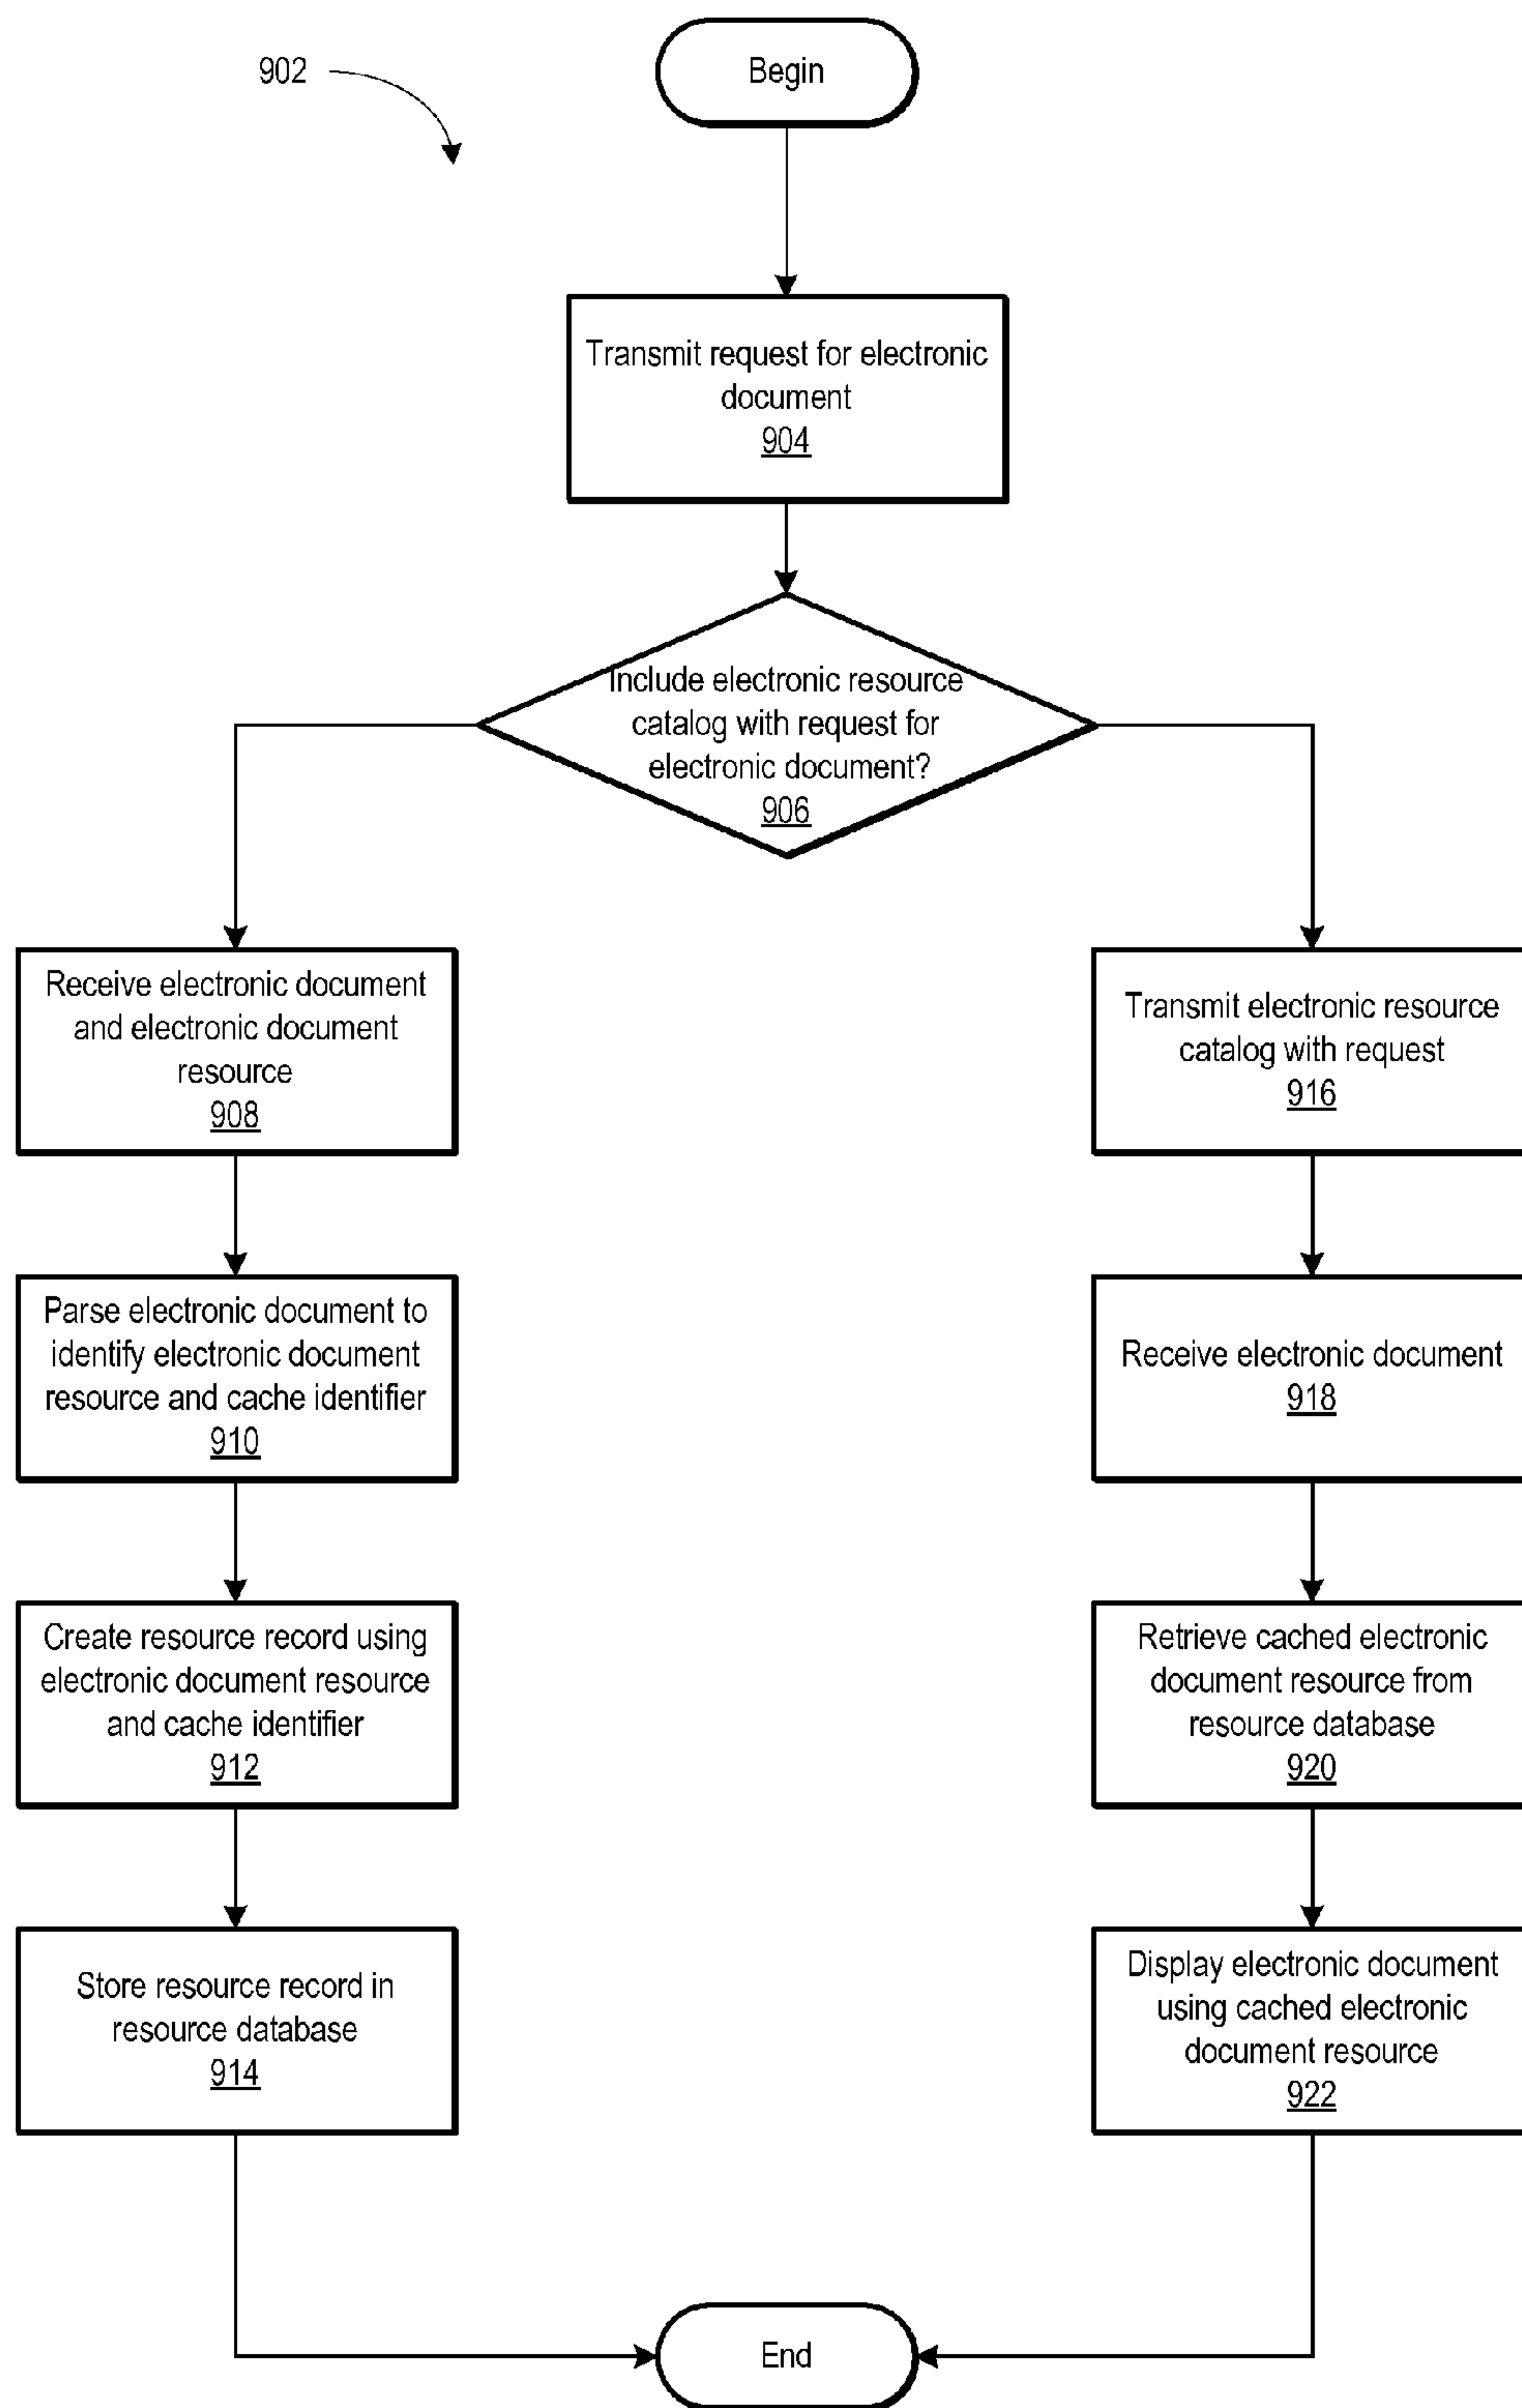 902
Begin
Transmit request for electronic
document
904
Include electronic resource
catalog with request for
electronic document?
906
Receive electronic document
and electronic document
resource
908
Parse electronic document to
identify electronic document
resource and cache identifier
910
Create resource record using
electronic document resource
and cache identifier
912
Store resource record in
resource database
914
Transmit electronic resource
catalog with request
916
Receive electronic document
918
Retrieve cached electronic
document resource from
resource database
920
Display electronic document
using cached electronic
document resource
922
End